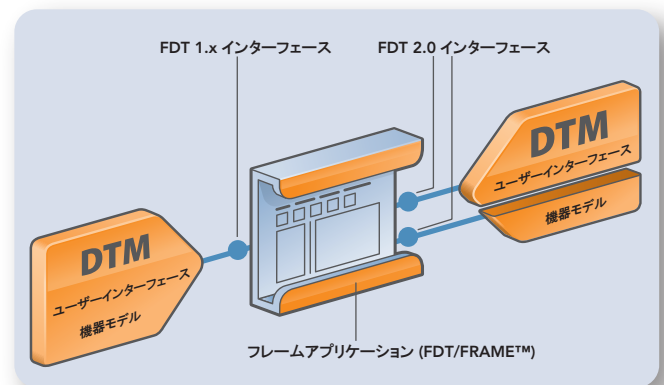 FDT 1.x インターフェース
FDT 2.0 インターフェース
DTM
ユーザーインターフェース
機器モデル
DTM
ユーザーインターフェース
機器モデル
フレームアプリケーション (FDT/FRAME™)